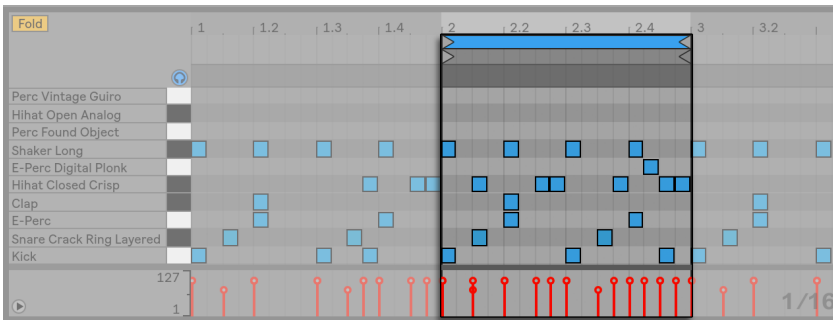 Fold
1 1.2 1.3 1.4 2 2.2 2.3 2.4 3 3.2
Perc Vintage Guiro
Hihat Open Analog
Perc Found Object
Shaker Long
E-Perc Digital Plonk
Hihat Closed Crisp
Clap
E-Perc
Snare Crack Ring Layered
Kick
127
1
1/16